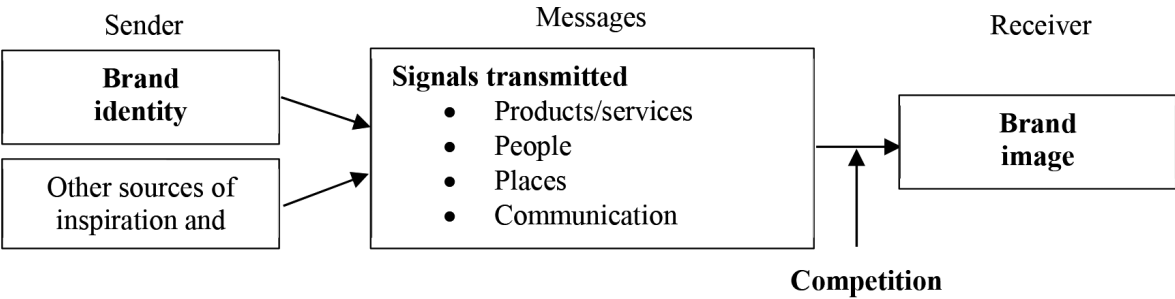 Sender
Messages
Receiver
Brand
identity
Other sources of
inspiration and
Signals transmitted
• Products/services
• People
• Places
• Communication
Brand
image
Competition